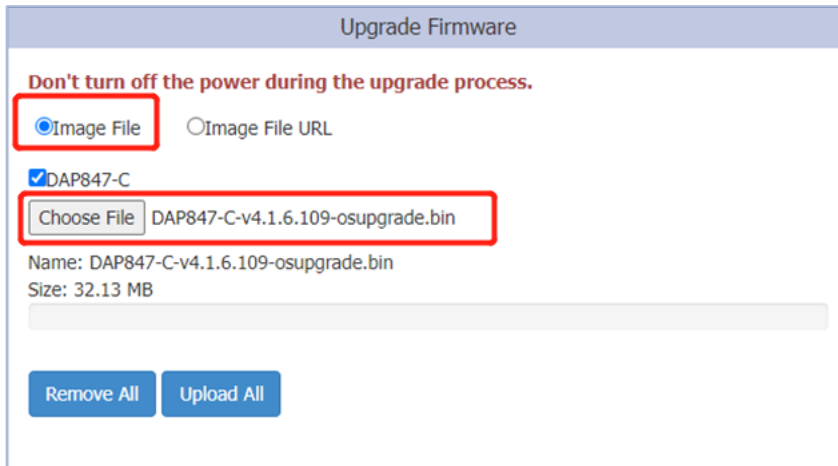 Upgrade Firmware
Don't turn off the power during the upgrade process.
Image File Image File URL
DAP847-C
Choose File DAP847-C-v4.1.6.109-osupgrade.bin
Name: DAP847-C-v4.1.6.109-osupgrade.bin
Size: 32.13 MB
Remove All Upload All